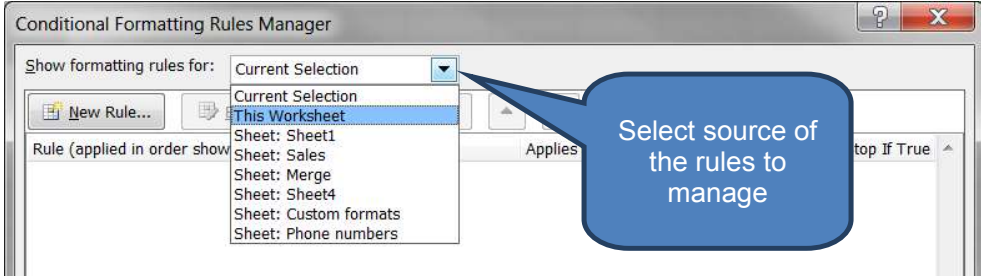 Conditional Formatting Rules Manager
Show formatting rules for: Current Selection
Current Selection
New Rule...
This Worksheet
Sheet: Sheet1
Rule (applied in order show
Applies
top If True
Sheet: Sales
Sheet: Merge
Sheet: Sheet4
Sheet: Custom formats
Sheet: Phone numbers
Select source of
the rules to
manage